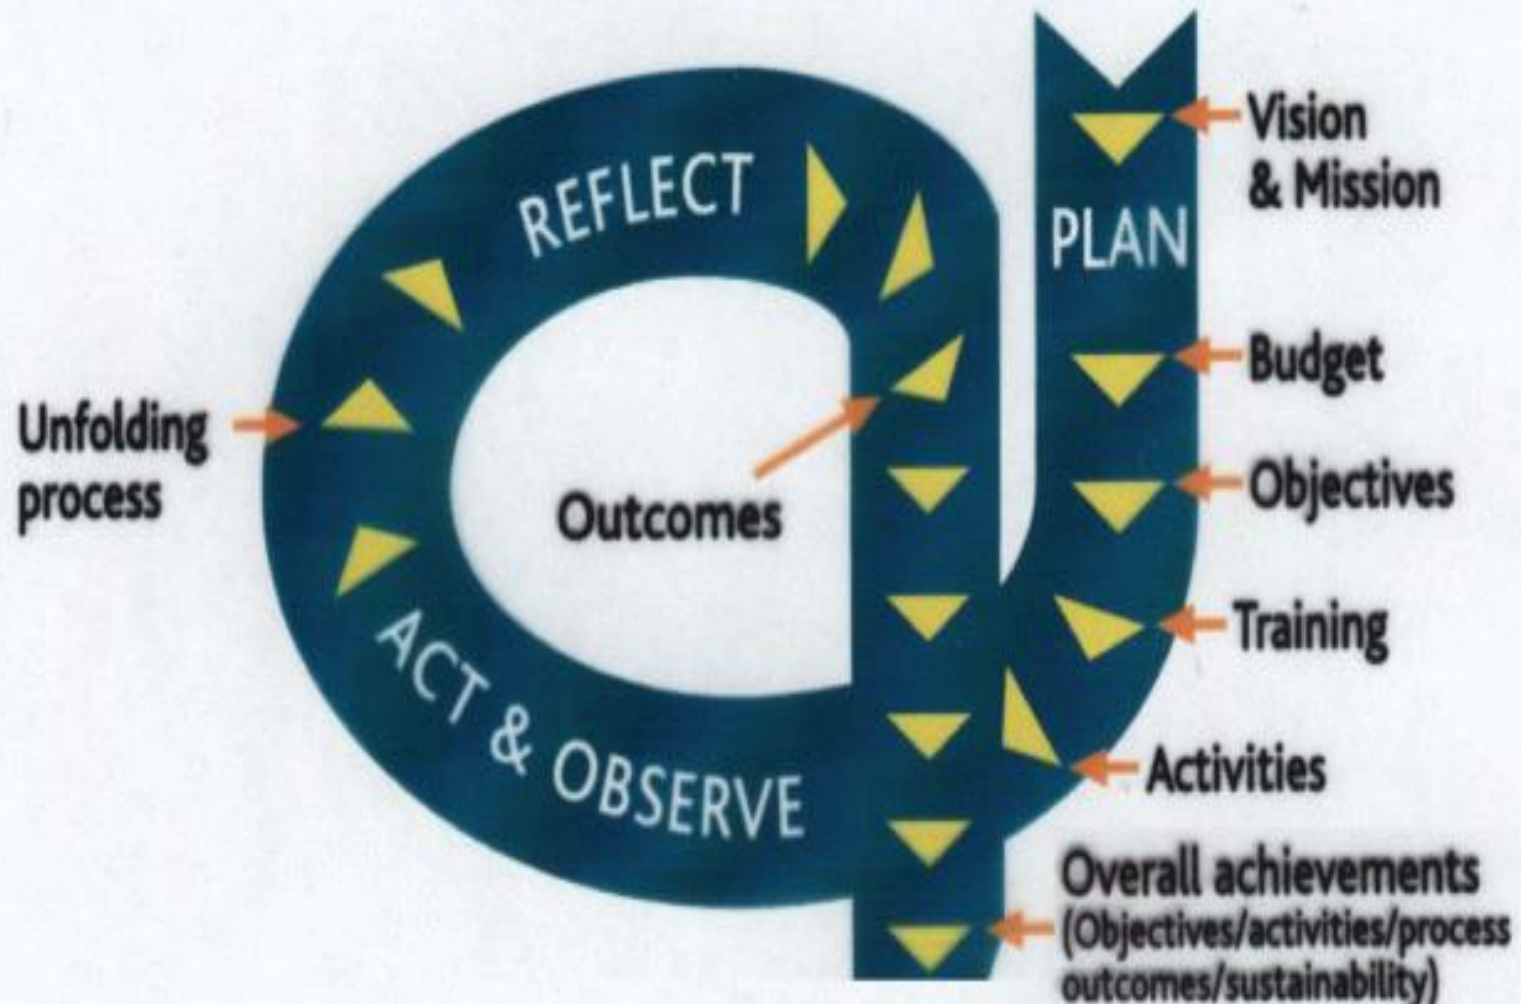 Vision
& Mission
PLAN
REFLECT
Budget
Unfolding
process
Objectives
Outcomes
Training
ACT & OBSERVE
Activities
Overall achievements
(Objectives/activities/process
outcomes/sustainability)